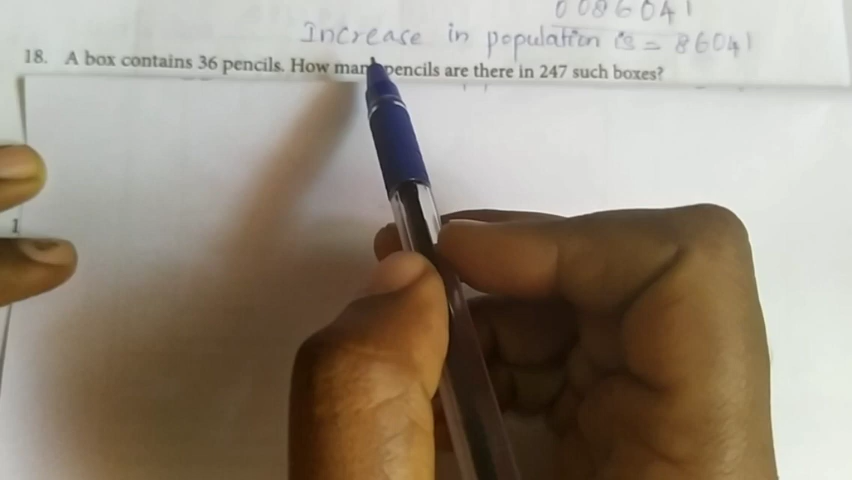 0086041
Increase in population is = 86041
18. A box contains 36 pencils. How many pencils are there in 247 such boxes?
1